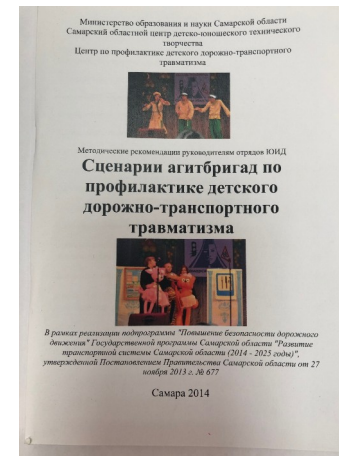 Министерство образования и науки Самарской области
Самарский областной центр детско-юношеского технического
творчества
Центр по профилактике детского дорожно-транспортного
травматизма
Методические рекомендации руководителям отрядов ЮИД
Сценарии агитбригад по
профилактике детского
дорожно-транспортного
травматизма
В рамках реализации подпрограммы "Повышение безопасности дорожного
движения" Государственной программы Самарской области "Развитие
транспортной системы Самарской области (2014 - 2025 годы)",
утвержденной Постановлением Правительства Самарской области от 27
ноября 2013 г. № 677
Самара 2014